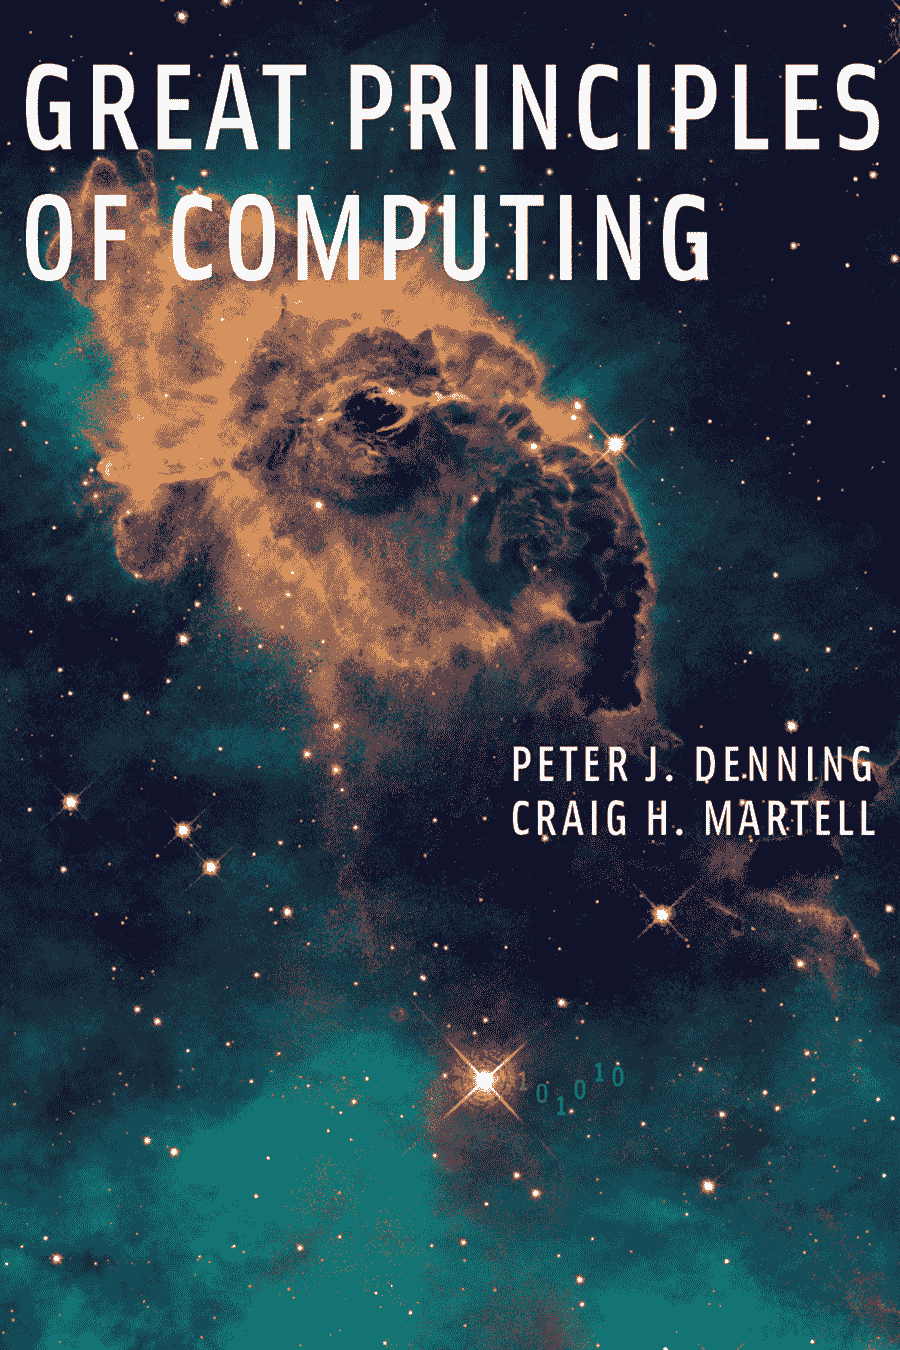 GREAT PRINCIPLES
OF COMPUTING
PETER J. DENNING
CRAIG H. MARTELL
1 0 1 0 1 0